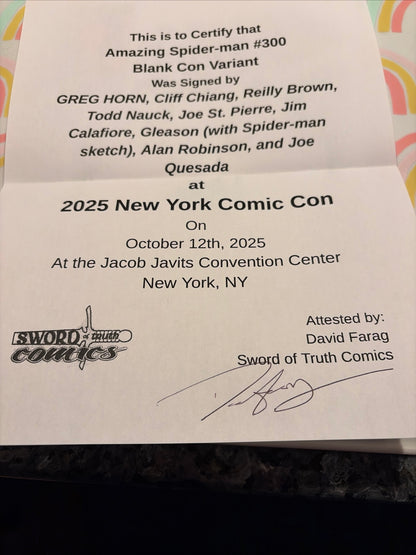 This is to Certify that
Amazing Spider-man #300
Blank Con Variant
Was Signed by
GREG HORN, Cliff Chiang, Reilly Brown,
Todd Nauck, Joe St. Pierre, Jim
Calafiore, Gleason (with Spider-man
sketch), Alan Robinson, and Joe
Quesada
at
2025 New York Comic Con
On
October 12th, 2025
At the Jacob Javits Convention Center
New York, NY
SWORD of truth
comics
Attested by:
David Farag
Sword of Truth Comics